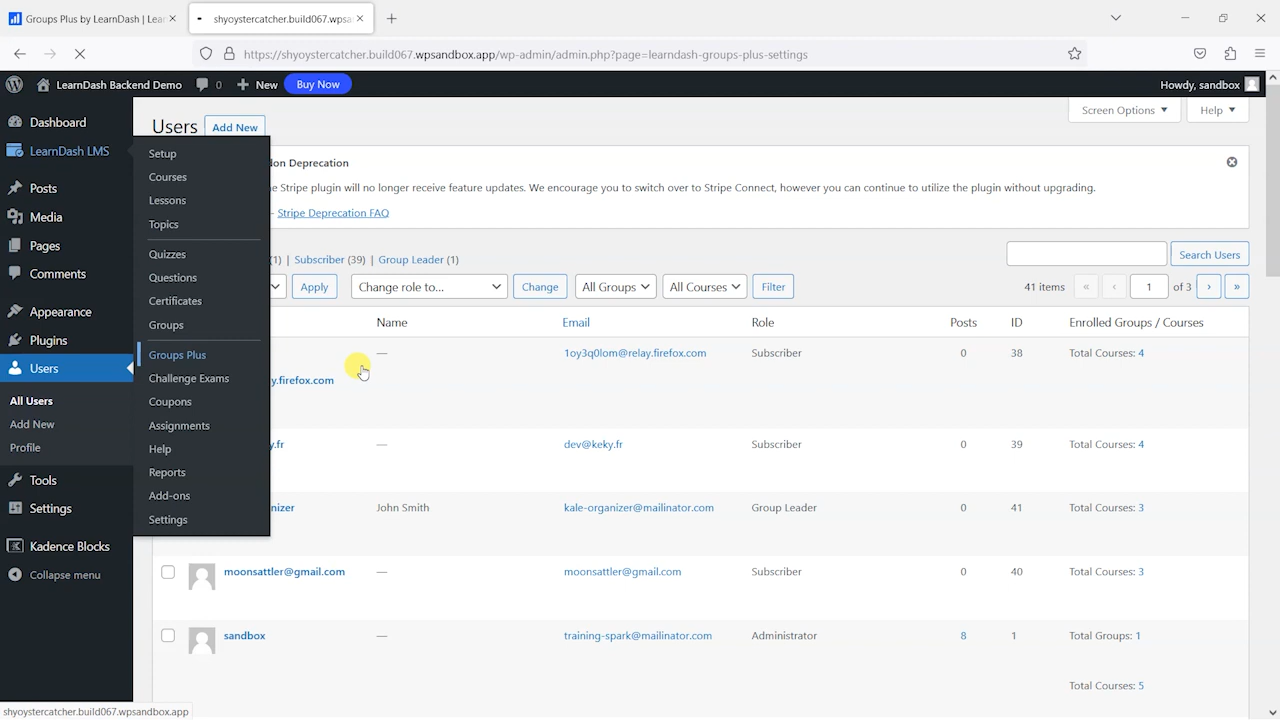 Groups Plus by LearnDash | Lear
shyoystercatcher.build067.wpsa
https://shyoystercatcher.build067.wpsandbox.app/wp-admin/admin.php?page=learndash-groups-plus-settings
LearnDash Backend Demo 0 New Buy Now Howdy, sandbox
Screen Options Help
Users Add New
Dashboard
LearnDash LMS
Posts
Media
Pages
Comments
Appearance
Plugins
Users
All Users
Add New
Profile
Tools
Settings
Kadence Blocks
Collapse menu
Setup
Courses
Lessons
Topics
Quizzes
Questions
Certificates
Groups
Groups Plus
Challenge Exams
Coupons
Assignments
Help
Reports
Add-ons
Settings
ion Deprecation
e Stripe plugin will no longer receive feature updates. We encourage you to switch over to Stripe Connect, however you can continue to utilize the plugin without upgrading.
- Stripe Deprecation FAQ
(1) | Subscriber (39) | Group Leader (1)
Search Users
Apply Change role to... Change All Groups All Courses Filter 41 items « ‹ 1 of 3 › »
Name Email Role Posts ID Enrolled Groups / Courses
— 1oy3q0lom@relay.firefox.com Subscriber 0 38 Total Courses: 4
y.firefox.com
y.fr — dev@keky.fr Subscriber 0 39 Total Courses: 4
nizer John Smith kale-organizer@mailinator.com Group Leader 0 41 Total Courses: 3
moonsattler@gmail.com — moonsattler@gmail.com Subscriber 0 40 Total Courses: 3
sandbox — training-spark@mailinator.com Administrator 8 1 Total Groups: 1
Total Courses: 5
shyoystercatcher.build067.wpsandbox.app